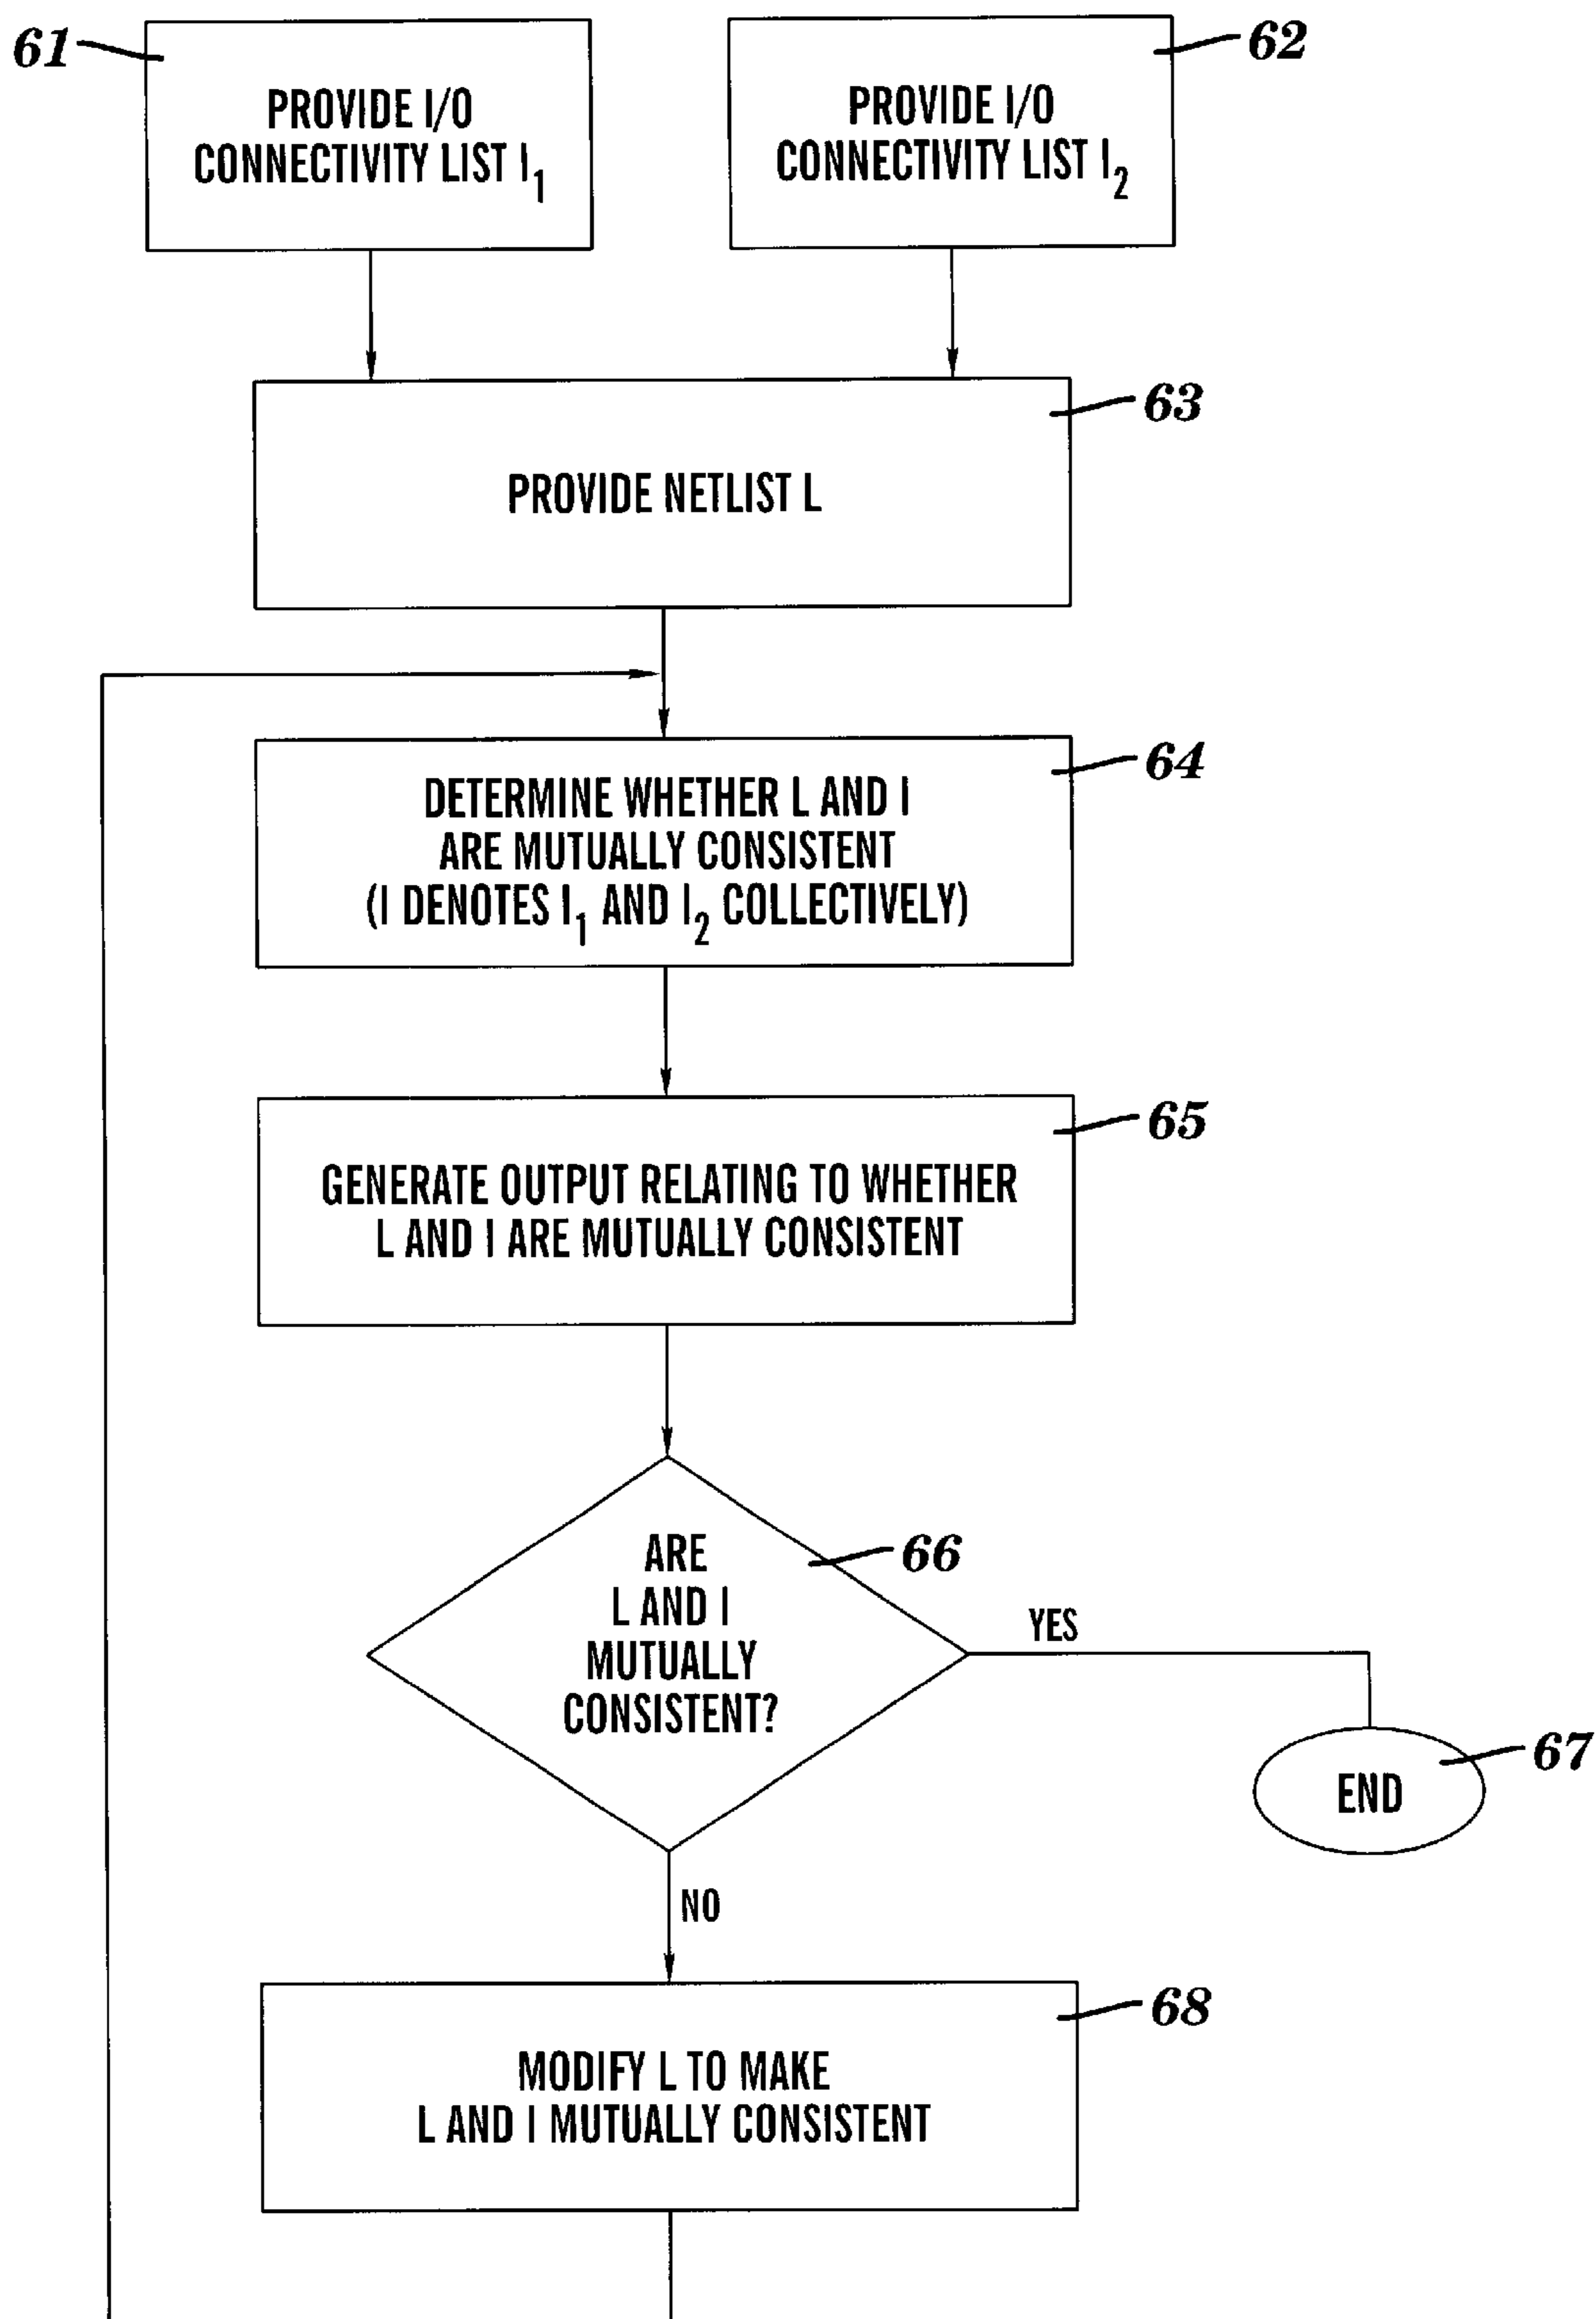 61
PROVIDE I/O
CONNECTIVITY LIST I₁
62
PROVIDE I/O
CONNECTIVITY LIST I₂
63
PROVIDE NETLIST L
64
DETERMINE WHETHER L AND I
ARE MUTUALLY CONSISTENT
(I DENOTES I₁ AND I₂ COLLECTIVELY)
65
GENERATE OUTPUT RELATING TO WHETHER
L AND I ARE MUTUALLY CONSISTENT
66
ARE
L AND I
MUTUALLY
CONSISTENT?
YES
67
END
NO
68
MODIFY L TO MAKE
L AND I MUTUALLY CONSISTENT